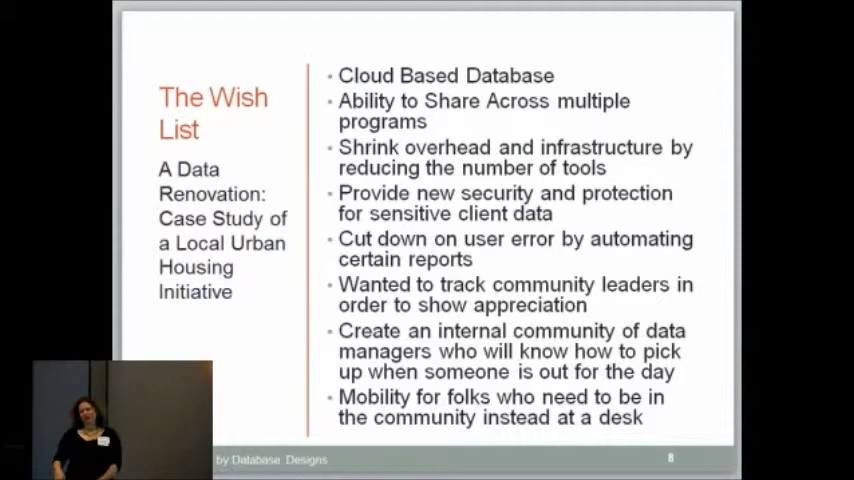 The Wish
List
A Data
Renovation:
Case Study of
a Local Urban
Housing
Initiative
Cloud Based Database
Ability to Share Across multiple
programs
Shrink overhead and infrastructure by
reducing the number of tools
Provide new security and protection
for sensitive client data
Cut down on user error by automating
certain reports
Wanted to track community leaders in
order to show appreciation
Create an internal community of data
managers who will know how to pick
up when someone is out for the day
Mobility for folks who need to be in
the community instead at a desk
by Database Designs
8